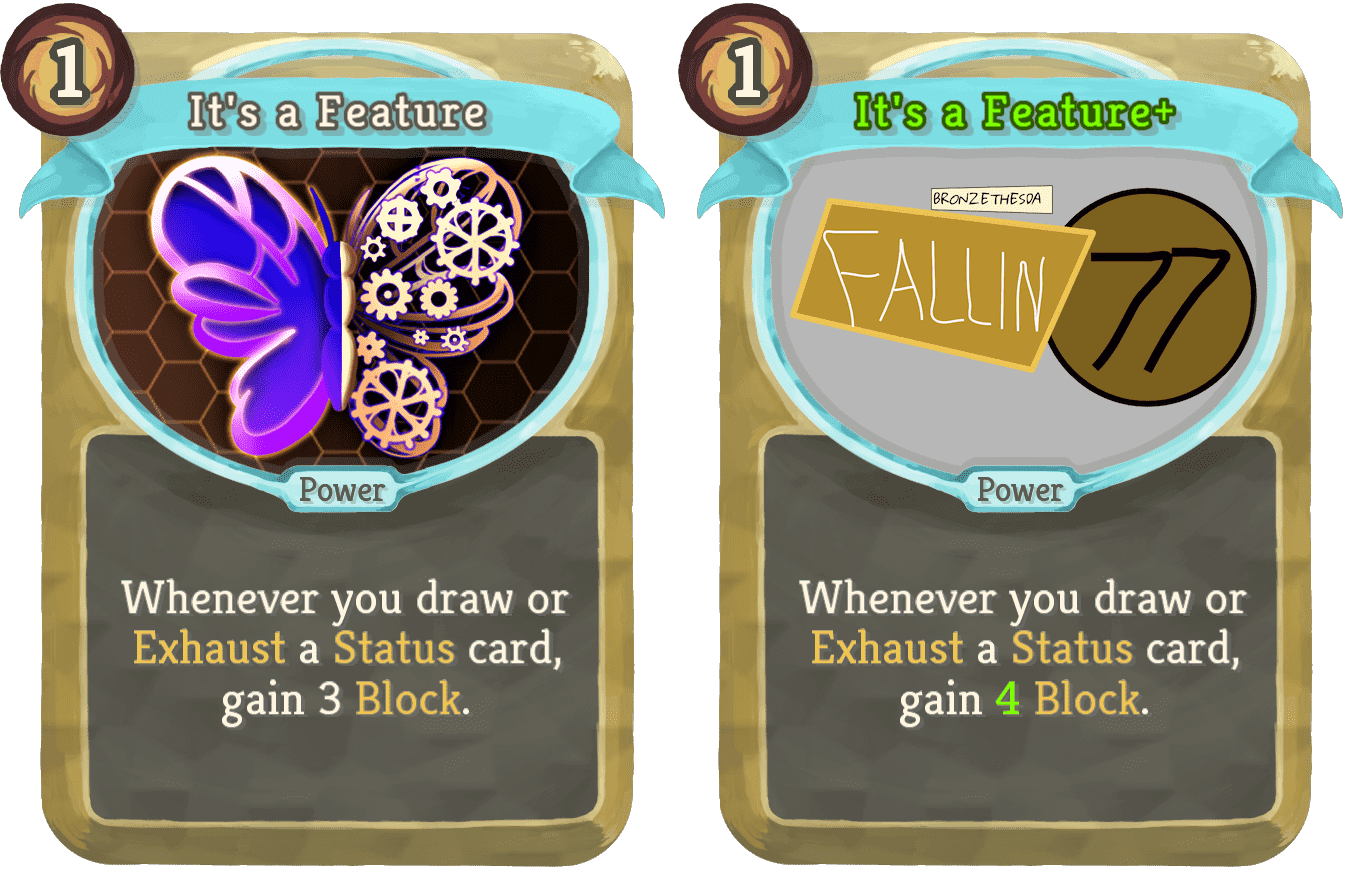 1
It's a Feature
Power
Whenever you draw or
Exhaust a Status card,
gain 3 Block.
1
It's a Feature+
BRONZETHESDA
FALLIN
77
Power
Whenever you draw or
Exhaust a Status card,
gain 4 Block.